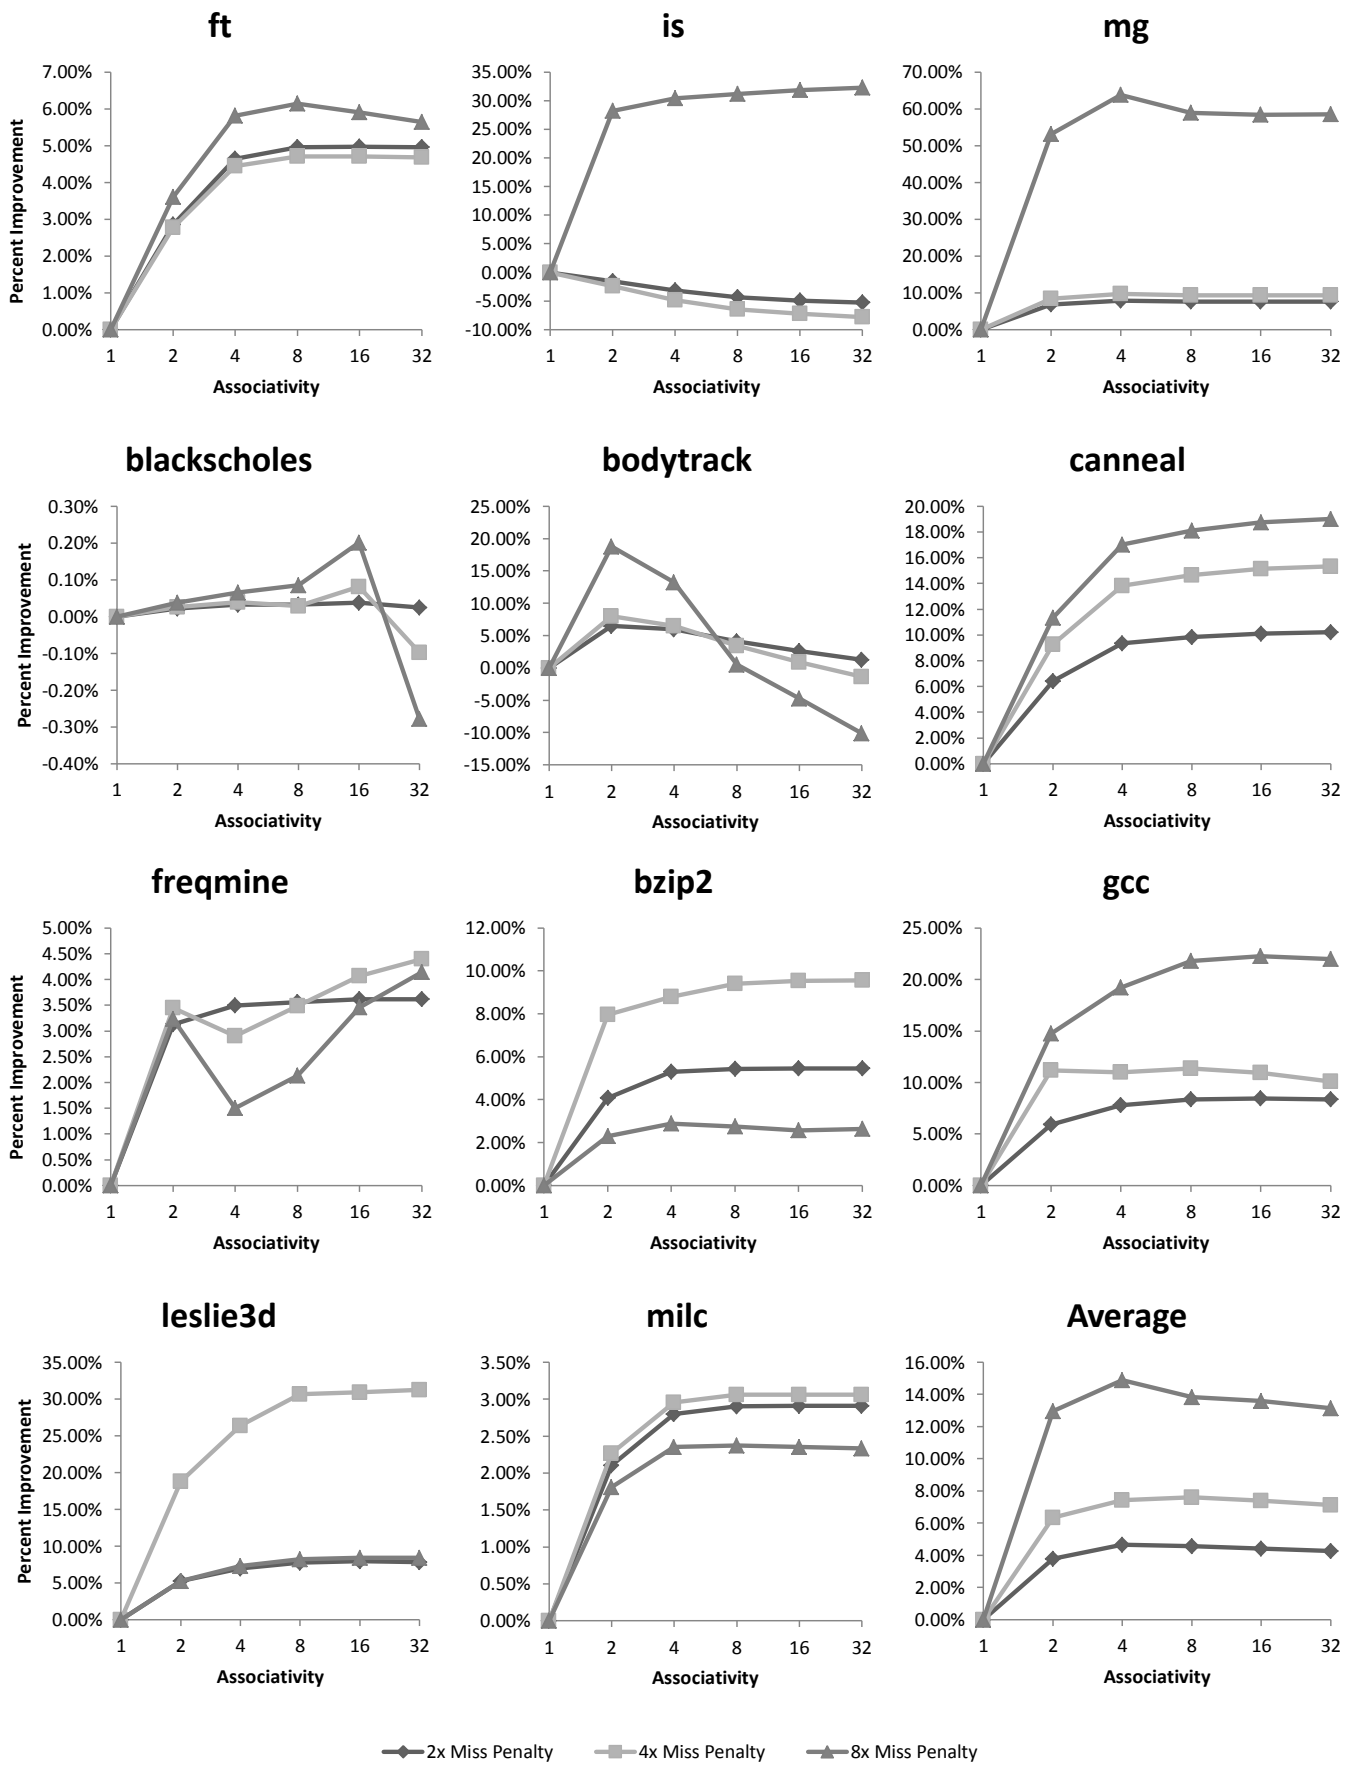 ft
is
mg
Percent Improvement
7.00%
6.00%
5.00%
4.00%
3.00%
2.00%
1.00%
0.00%
1 2 4 8 16 32
Associativity
35.00%
30.00%
25.00%
20.00%
15.00%
10.00%
5.00%
0.00%
-5.00%
-10.00%
1 2 4 8 16 32
Associativity
70.00%
60.00%
50.00%
40.00%
30.00%
20.00%
10.00%
0.00%
1 2 4 8 16 32
Associativity
blackscholes
bodytrack
canneal
Percent Improvement
0.30%
0.20%
0.10%
0.00%
-0.10%
-0.20%
-0.30%
-0.40%
1 2 4 8 16 32
Associativity
25.00%
20.00%
15.00%
10.00%
5.00%
0.00%
-5.00%
-10.00%
-15.00%
1 2 4 8 16 32
Associativity
20.00%
18.00%
16.00%
14.00%
12.00%
10.00%
8.00%
6.00%
4.00%
2.00%
0.00%
1 2 4 8 16 32
Associativity
freqmine
bzip2
gcc
Percent Improvement
5.00%
4.50%
4.00%
3.50%
3.00%
2.50%
2.00%
1.50%
1.00%
0.50%
0.00%
1 2 4 8 16 32
Associativity
12.00%
10.00%
8.00%
6.00%
4.00%
2.00%
0.00%
1 2 4 8 16 32
Associativity
25.00%
20.00%
15.00%
10.00%
5.00%
0.00%
1 2 4 8 16 32
Associativity
leslie3d
milc
Average
Percent Improvement
35.00%
30.00%
25.00%
20.00%
15.00%
10.00%
5.00%
0.00%
1 2 4 8 16 32
Associativity
3.50%
3.00%
2.50%
2.00%
1.50%
1.00%
0.50%
0.00%
1 2 4 8 16 32
Associativity
16.00%
14.00%
12.00%
10.00%
8.00%
6.00%
4.00%
2.00%
0.00%
1 2 4 8 16 32
Associativity
2x Miss Penalty 4x Miss Penalty 8x Miss Penalty